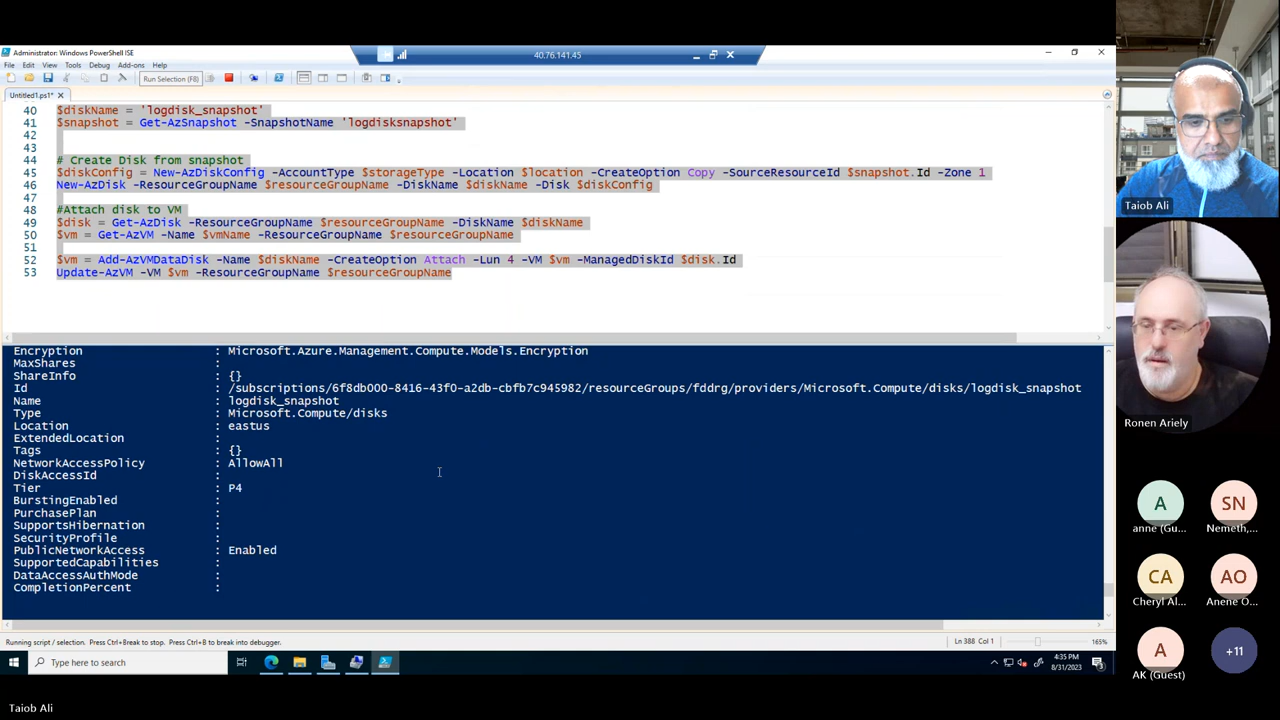 Administrator: Windows PowerShell ISE
40.76.141.45
File Edit View Tools Debug Add-ons Help
Run Selection (F8)
Untitled1.ps1*
40 $diskName = 'logdisk_snapshot'
41 $snapshot = Get-AzSnapshot -SnapshotName 'logdisksnapshot'
42
43
44 # Create Disk from snapshot
45 $diskConfig = New-AzDiskConfig -AccountType $storageType -Location $location -CreateOption Copy -SourceResourceId $snapshot.Id -Zone 1
46 New-AzDisk -ResourceGroupName $resourceGroupName -DiskName $diskName -Disk $diskConfig
47
48 #Attach disk to VM
49 $disk = Get-AzDisk -ResourceGroupName $resourceGroupName -DiskName $diskName
50 $vm = Get-AzVM -Name $vmName -ResourceGroupName $resourceGroupName
51
52 $vm = Add-AzVMDataDisk -Name $diskName -CreateOption Attach -Lun 4 -VM $vm -ManagedDiskId $disk.Id
53 Update-AzVM -VM $vm -ResourceGroupName $resourceGroupName
Encryption : Microsoft.Azure.Management.Compute.Models.Encryption
MaxShares :
ShareInfo : {}
Id : /subscriptions/6f8db000-8416-43f0-a2db-cbfb7c945982/resourceGroups/fddrg/providers/Microsoft.Compute/disks/logdisk_snapshot
Name : logdisk_snapshot
Type : Microsoft.Compute/disks
Location : eastus
ExtendedLocation :
Tags : {}
NetworkAccessPolicy : AllowAll
DiskAccessId :
Tier : P4
BurstingEnabled :
PurchasePlan :
SupportsHibernation :
SecurityProfile :
PublicNetworkAccess : Enabled
SupportedCapabilities :
DataAccessAuthMode :
CompletionPercent :
Running script / selection. Press Ctrl+Break to stop. Press Ctrl+B to break into debugger.
Ln 388 Col 1
165%
Type here to search
4:35 PM
8/31/2023
3
Taiob Ali
Taiob Ali
Ronen Ariely
A
anne (Gu...
SN
Nemeth,...
CA
Cheryl Al...
AO
Anene O...
A
AK (Guest)
+11